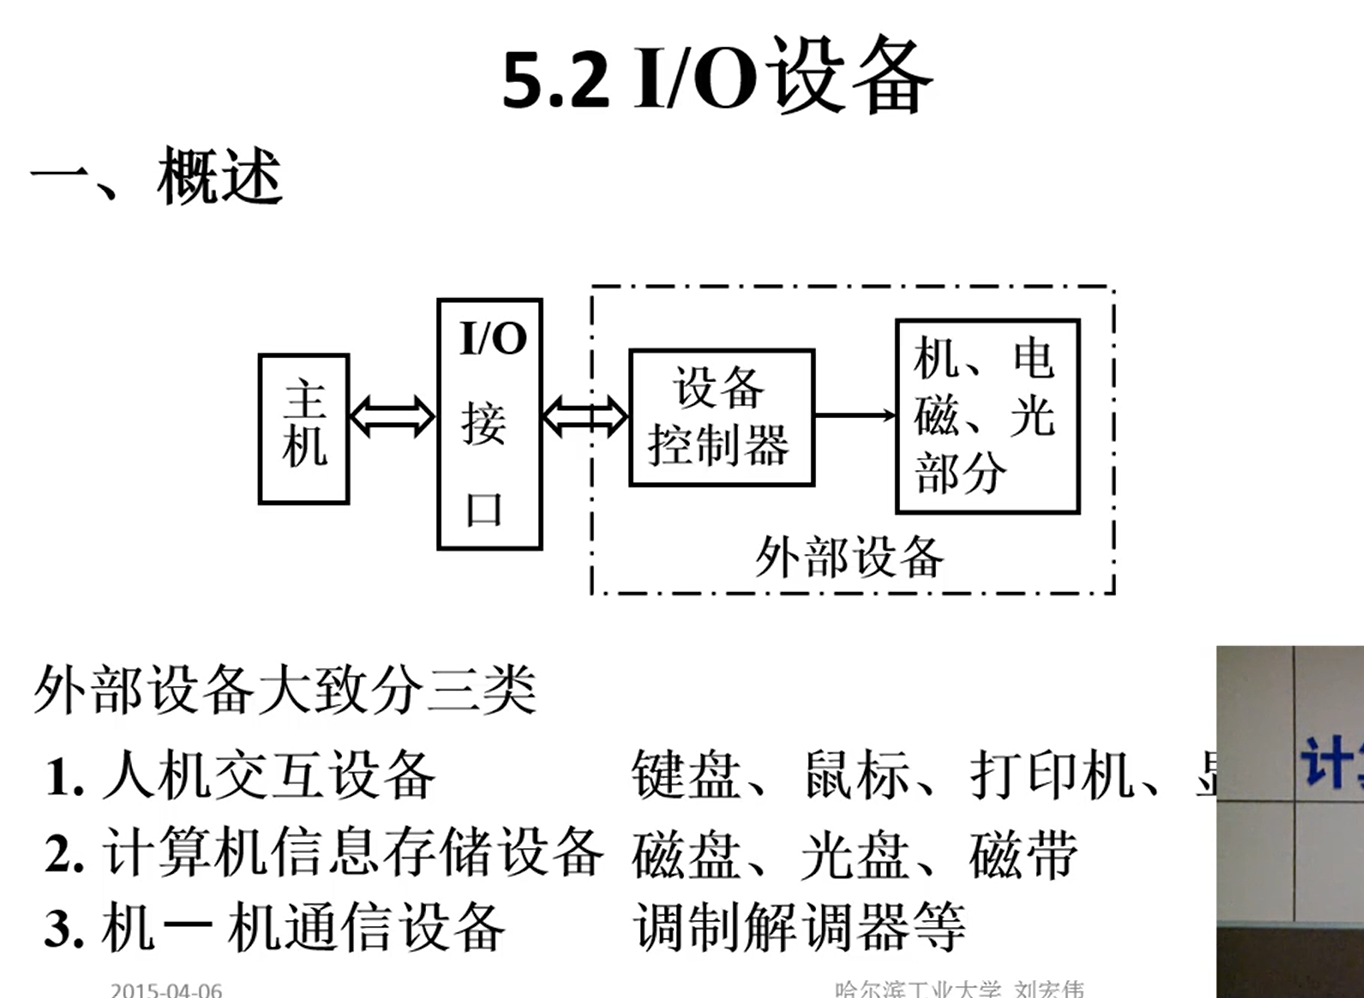 5.2 I/O设备
一、概述
主
机
I/O
接
口
设备
控制器
机、电
磁、光
部分
外部设备
外部设备大致分三类
1. 人机交互设备 键盘、鼠标、打印机、
2. 计算机信息存储设备 磁盘、光盘、磁带
3. 机－机通信设备 调制解调器等
计
2015-04-06 哈尔滨工业大学 刘宏伟